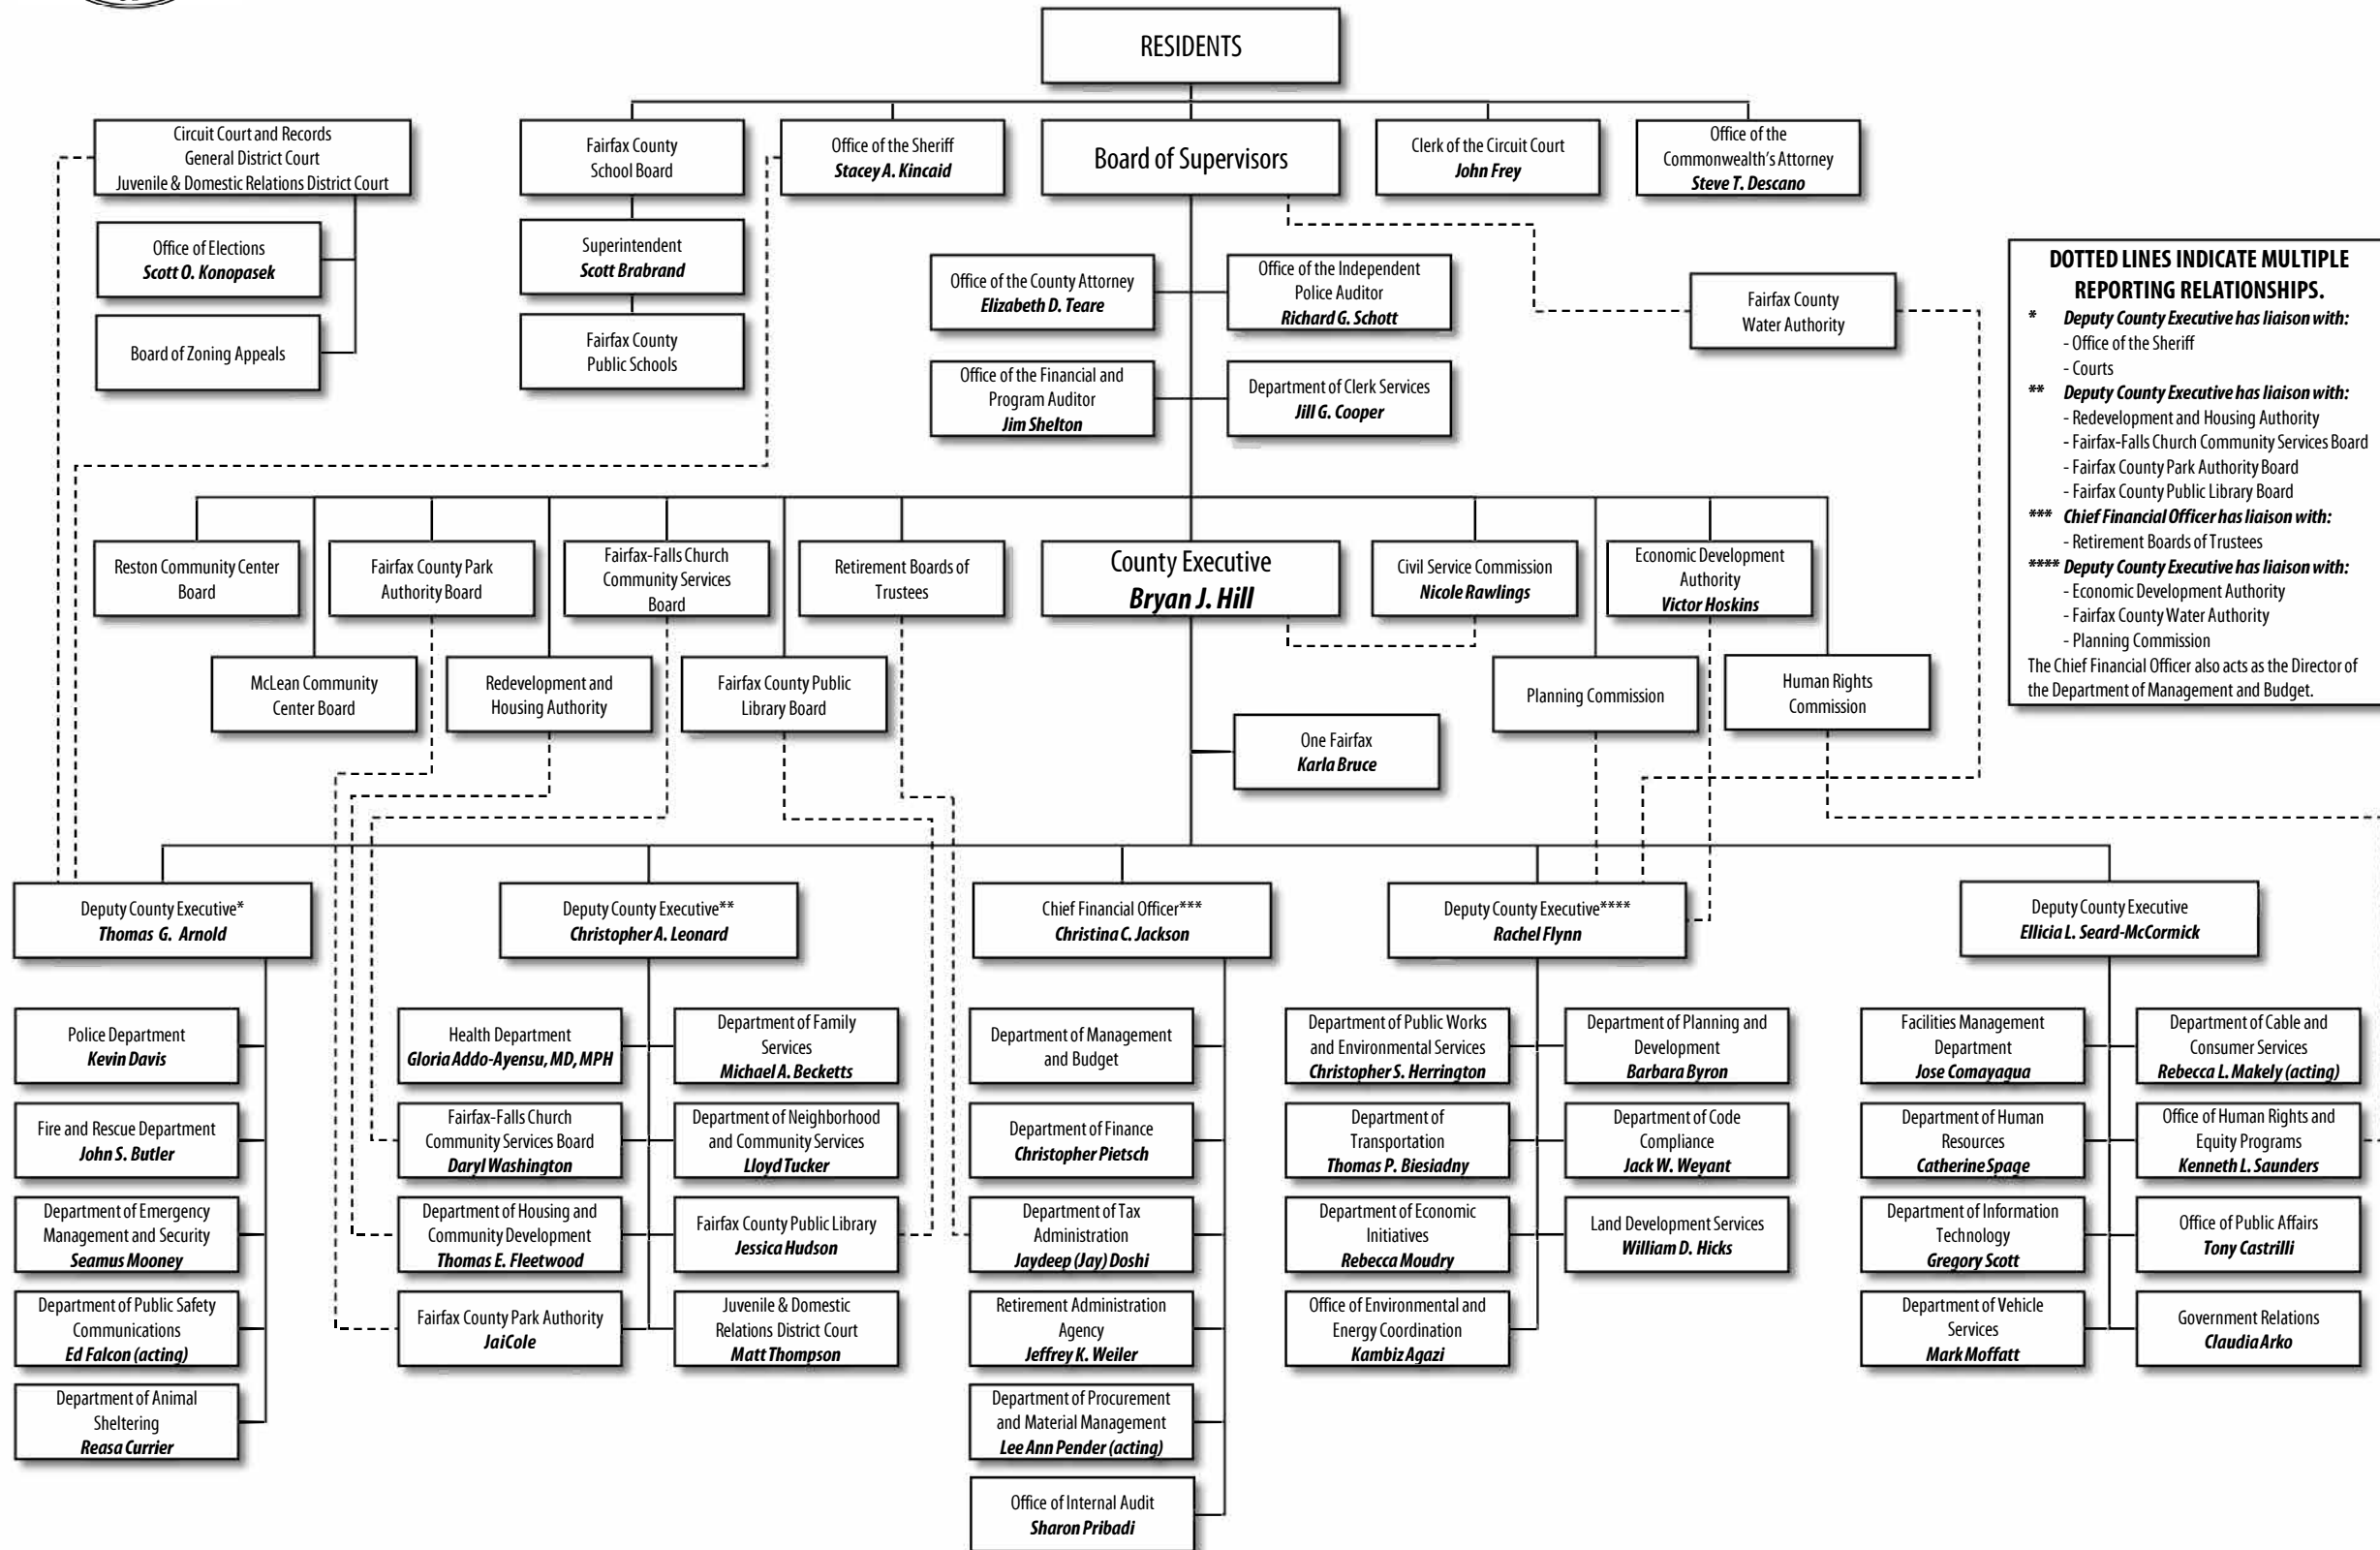 RESIDENTS
Circuit Court and Records
General District Court
Juvenile & Domestic Relations District Court
Fairfax County
School Board
Office of the Sheriff
Stacey A. Kincaid
Board of Supervisors
Clerk of the Circuit Court
John Frey
Office of the
Commonwealth's Attorney
Steve T. Descano
Office of Elections
Scott O. Konopasek
Superintendent
Scott Brabrand
Board of Zoning Appeals
Fairfax County
Public Schools
Office of the County Attorney
Elizabeth D. Teare
Office of the Independent
Police Auditor
Richard G. Schott
Office of the Financial and
Program Auditor
Jim Shelton
Department of Clerk Services
Jill G. Cooper
Fairfax County
Water Authority
DOTTED LINES INDICATE MULTIPLE
REPORTING RELATIONSHIPS.
* Deputy County Executive has liaison with:
- Office of the Sheriff
- Courts
** Deputy County Executive has liaison with:
- Redevelopment and Housing Authority
- Fairfax-Falls Church Community Services Board
- Fairfax County Park Authority Board
- Fairfax County Public Library Board
*** Chief Financial Officer has liaison with:
- Retirement Boards of Trustees
**** Deputy County Executive has liaison with:
- Economic Development Authority
- Fairfax County Water Authority
- Planning Commission
The Chief Financial Officer also acts as the Director of
the Department of Management and Budget.
Reston Community Center
Board
Fairfax County Park
Authority Board
Fairfax-Falls Church
Community Services
Board
Retirement Boards of
Trustees
County Executive
Bryan J. Hill
Civil Service Commission
Nicole Rawlings
Economic Development
Authority
Victor Hoskins
McLean Community
Center Board
Redevelopment and
Housing Authority
Fairfax County Public
Library Board
Planning Commission
Human Rights
Commission
One Fairfax
Karla Bruce
Deputy County Executive*
Thomas G. Arnold
Deputy County Executive**
Christopher A. Leonard
Chief Financial Officer***
Christina C. Jackson
Deputy County Executive****
Rachel Flynn
Deputy County Executive
Ellicia L. Seard-McCormick
Police Department
Kevin Davis
Fire and Rescue Department
John S. Butler
Department of Emergency
Management and Security
Seamus Mooney
Department of Public Safety
Communications
Ed Falcon (acting)
Department of Animal
Sheltering
Reasa Currier
Health Department
Gloria Addo-Ayensu, MD, MPH
Department of Family
Services
Michael A. Becketts
Fairfax-Falls Church
Community Services Board
Daryl Washington
Department of Neighborhood
and Community Services
Lloyd Tucker
Department of Housing and
Community Development
Thomas E. Fleetwood
Fairfax County Public Library
Jessica Hudson
Fairfax County Park Authority
JaiCole
Juvenile & Domestic
Relations District Court
Matt Thompson
Department of Management
and Budget
Department of Finance
Christopher Pietsch
Department of Tax
Administration
Jaydeep (Jay) Doshi
Retirement Administration
Agency
Jeffrey K. Weiler
Department of Procurement
and Material Management
Lee Ann Pender (acting)
Office of Internal Audit
Sharon Pribadi
Department of Public Works
and Environmental Services
Christopher S. Herrington
Department of Planning and
Development
Barbara Byron
Department of
Transportation
Thomas P. Biesiadny
Department of Code
Compliance
Jack W. Weyant
Department of Economic
Initiatives
Rebecca Moudry
Land Development Services
William D. Hicks
Office of Environmental and
Energy Coordination
Kambiz Agazi
Facilities Management
Department
Jose Comayagua
Department of Cable and
Consumer Services
Rebecca L. Makely (acting)
Department of Human
Resources
Catherine Spage
Office of Human Rights and
Equity Programs
Kenneth L. Saunders
Department of Information
Technology
Gregory Scott
Office of Public Affairs
Tony Castrilli
Department of Vehicle
Services
Mark Moffatt
Government Relations
Claudia Arko